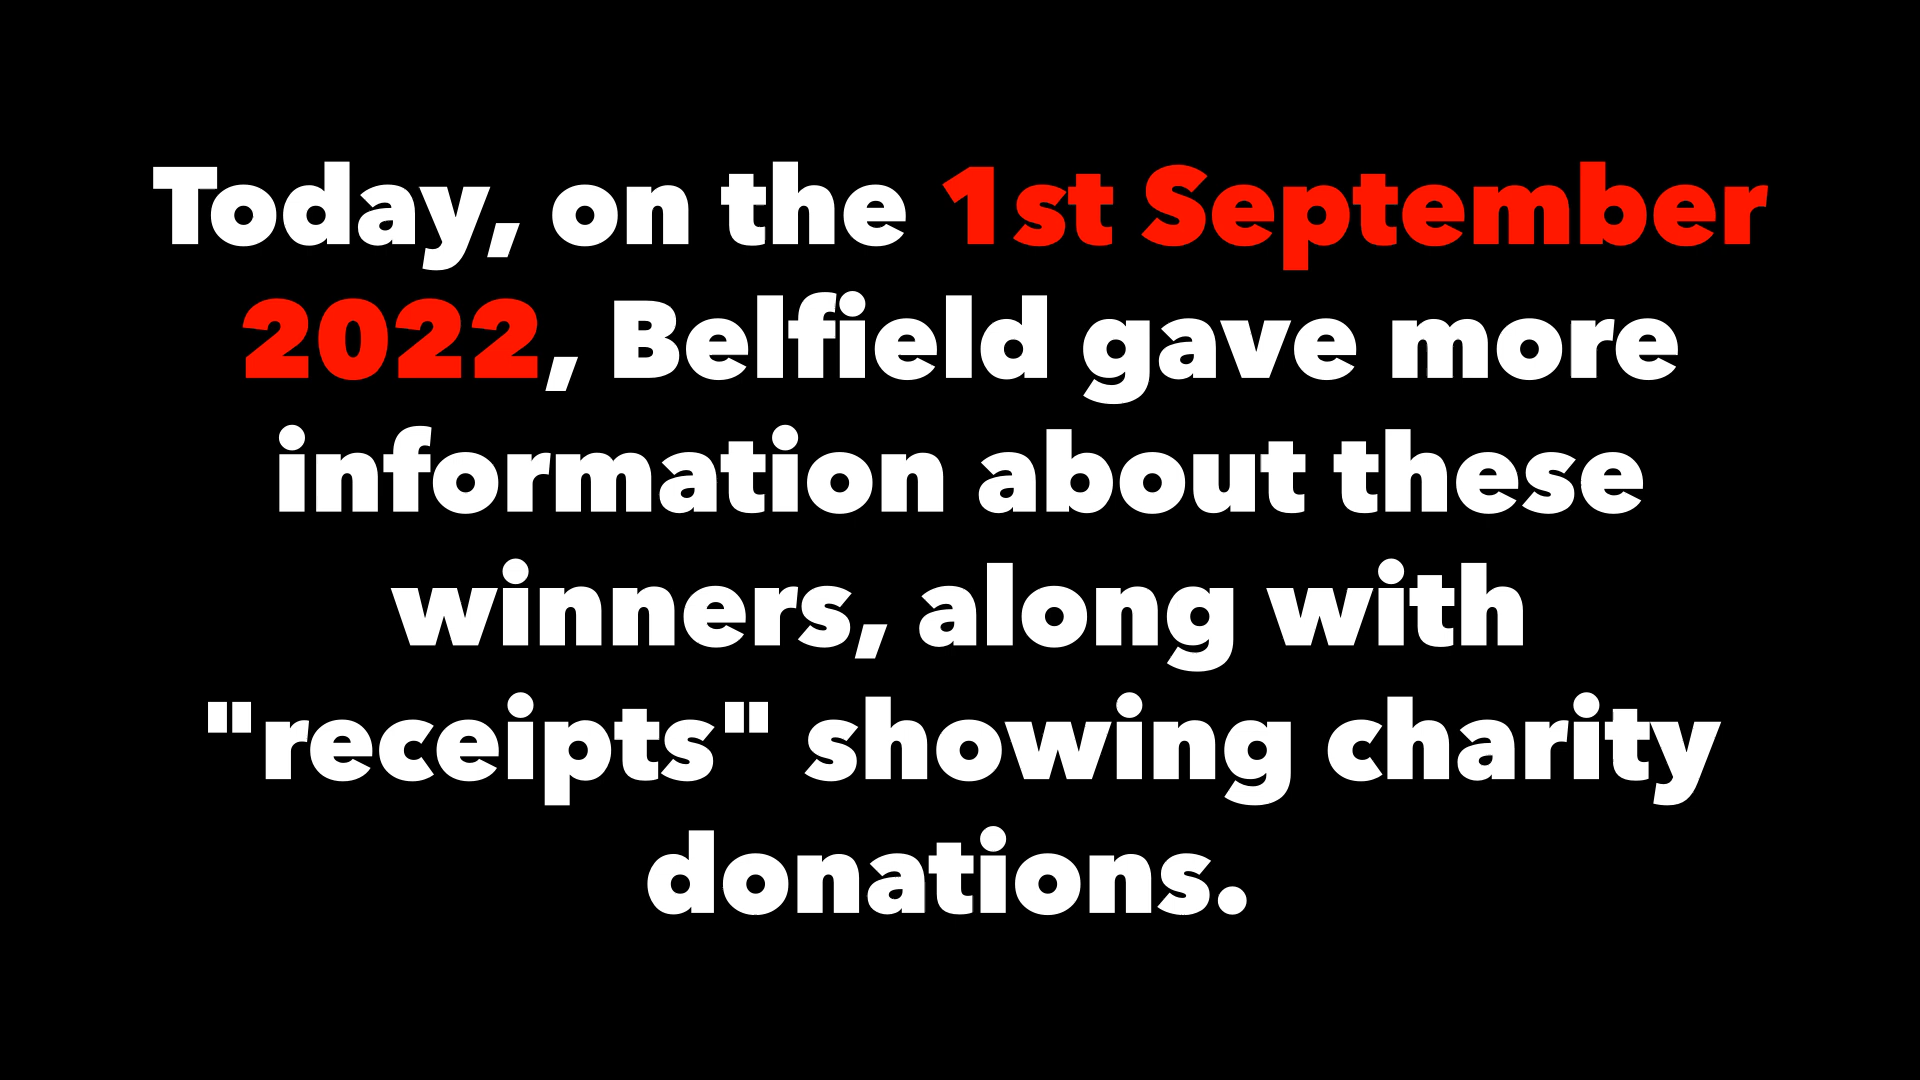 Today, on the 1st September
2022, Belfield gave more
information about these
winners, along with
"receipts" showing charity
donations.